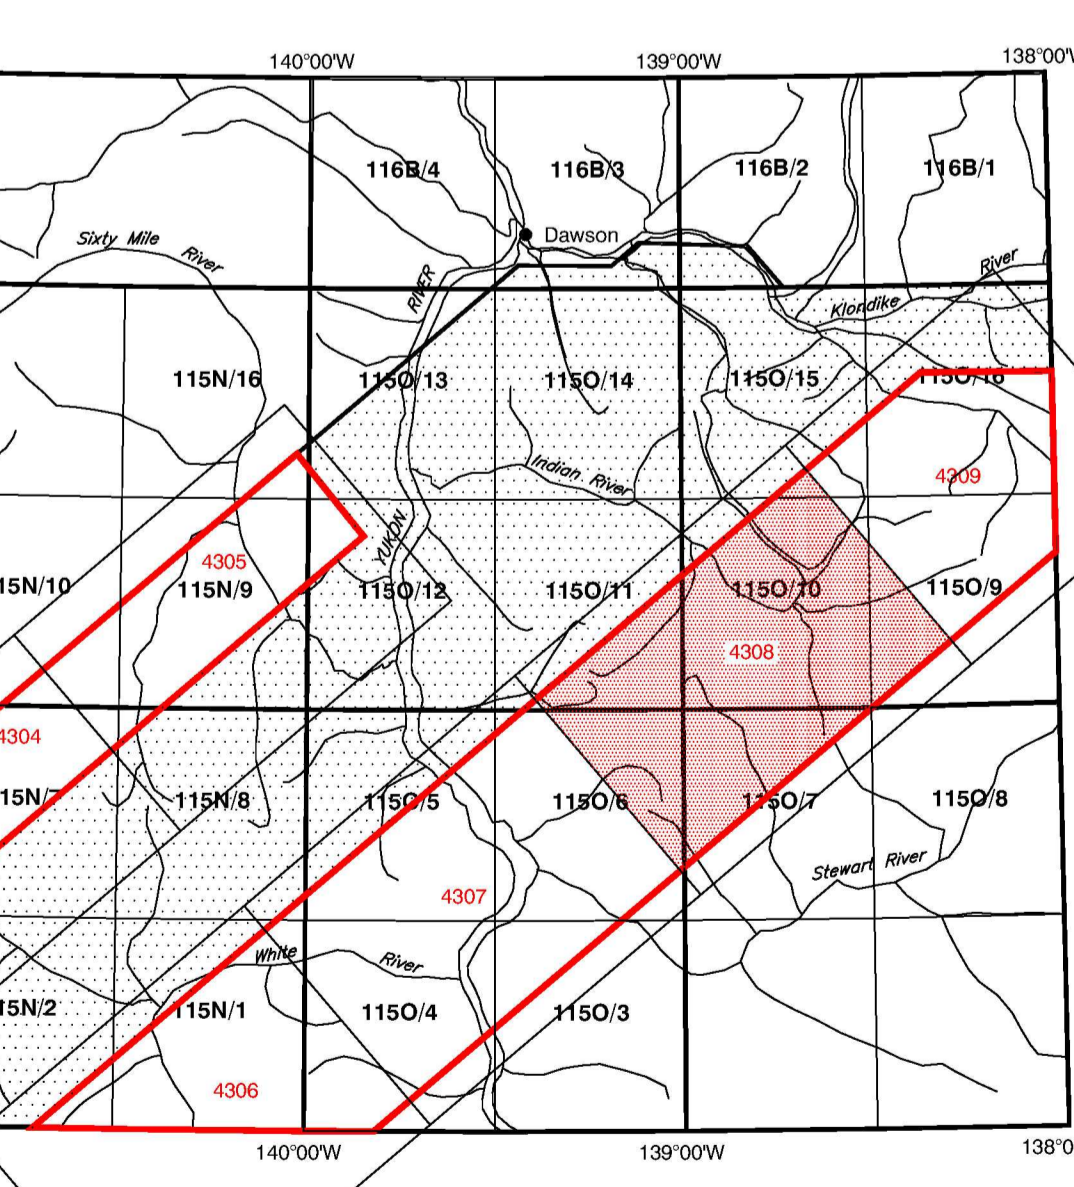 140°00'W 139°00'W 138°00'W
116B/4 116B/3 116B/2 116B/1
Sixty Mile River
Dawson
RIVER
River
Klondike
115N/16 115O/13 115O/14 115O/15 115O/16
Indian River
4309
YUKON
4305
15N/10 115N/9 115O/12 115O/11 115O/10 115O/9
4308
4304
15N/7 115N/8 115O/5 115O/6 115O/7 115O/8
Stewart River
4307
White River
15N/2 115N/1 115O/4 115O/3
4306
140°00'W 139°00'W 138°0